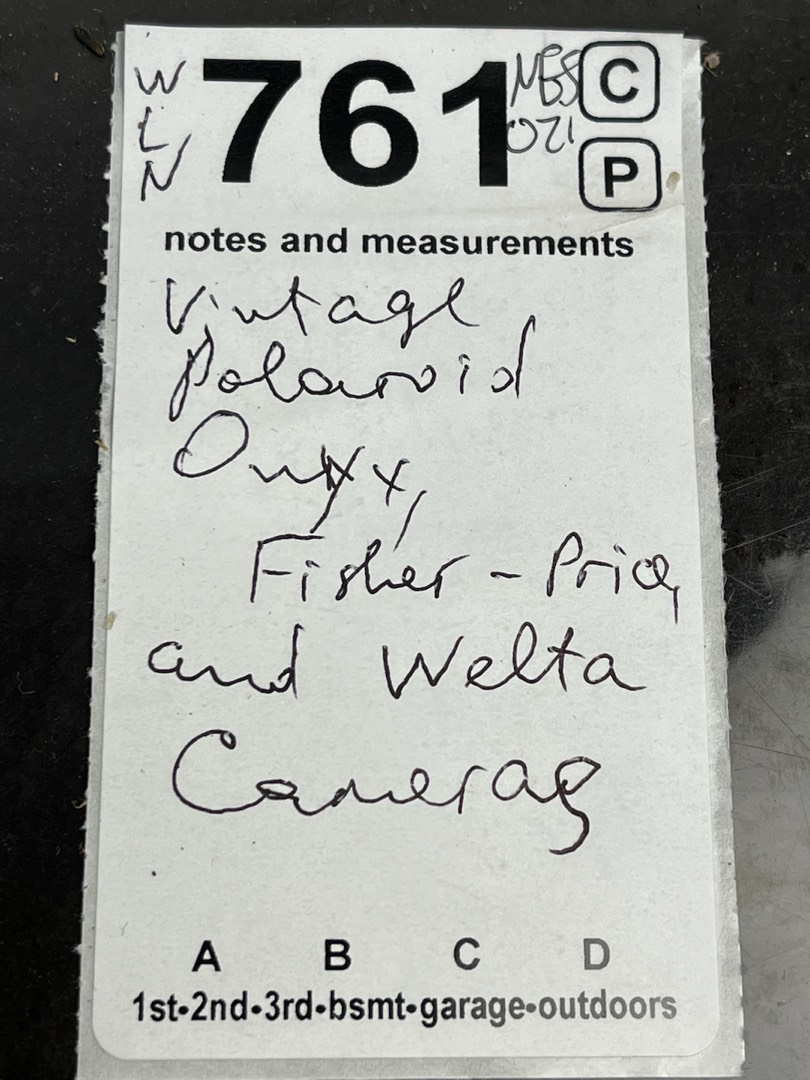 W
L
N
761
C
P
notes and measurements
Vintage
Polaroid
Onyx,
Fisher-Price,
and Welta
Cameras
A B C D
1st•2nd•3rd•bsmt•garage•outdoors